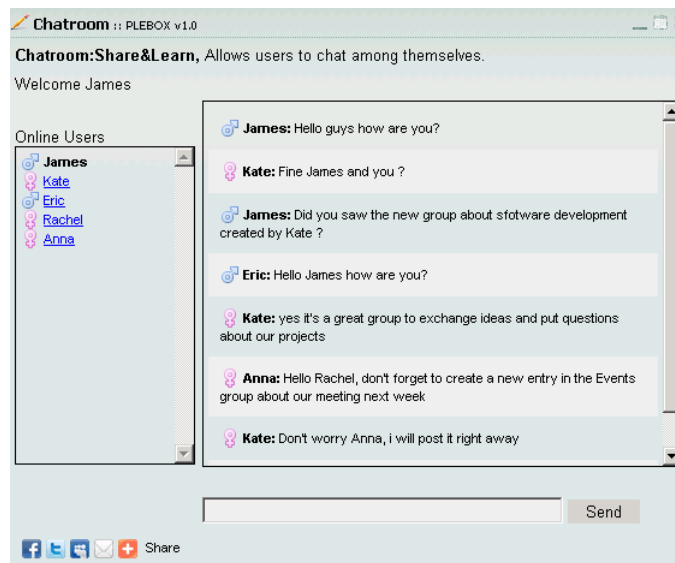 Chatroom :: PLEBOX v1.0
Chatroom:Share&Learn, Allows users to chat among themselves.
Welcome James
Online Users
James
Kate
Eric
Rachel
Anna
James: Hello guys how are you?
Kate: Fine James and you ?
James: Did you saw the new group about sfotware development
created by Kate ?
Eric: Hello James how are you?
Kate: yes it's a great group to exchange ideas and put questions
about our projects
Anna: Hello Rachel, don't forget to create a new entry in the Events
group about our meeting next week
Kate: Don't worry Anna, i will post it right away
Send
Share